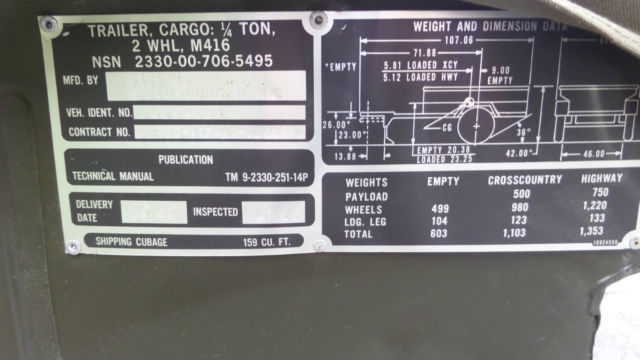 TRAILER, CARGO: ¼ TON,
2 WHL, M416
NSN 2330-00-706-5495
MFD. BY
VEH. IDENT. NO.
CONTRACT NO.
PUBLICATION
TECHNICAL MANUAL TM 9-2330-251-14P
DELIVERY DATE INSPECTED
SHIPPING CUBAGE 159 CU. FT.
WEIGHT AND DIMENSION DATA
107.06
71.88
*EMPTY
5.81 LOADED XCY
5.12 LOADED HWY
9.00
EMPTY
26.00*
23.00*
CG
36°
13.88
EMPTY 20.38
LOADED 23.25
42.00*
46.00
WEIGHTS EMPTY CROSSCOUNTRY HIGHWAY
PAYLOAD 500 750
WHEELS 499 980 1,220
LDG. LEG 104 123 133
TOTAL 603 1,103 1,353